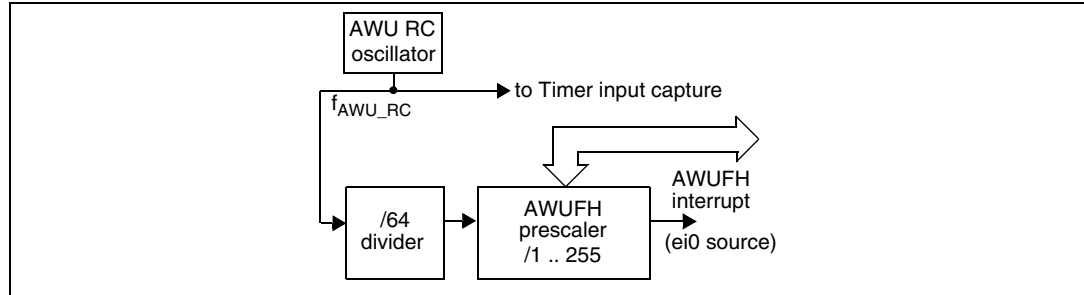 AWU RC
oscillator
to Timer input capture
fAWU_RC
AWUFH
interrupt
(ei0 source)
/64
divider
AWUFH
prescaler
/1 .. 255